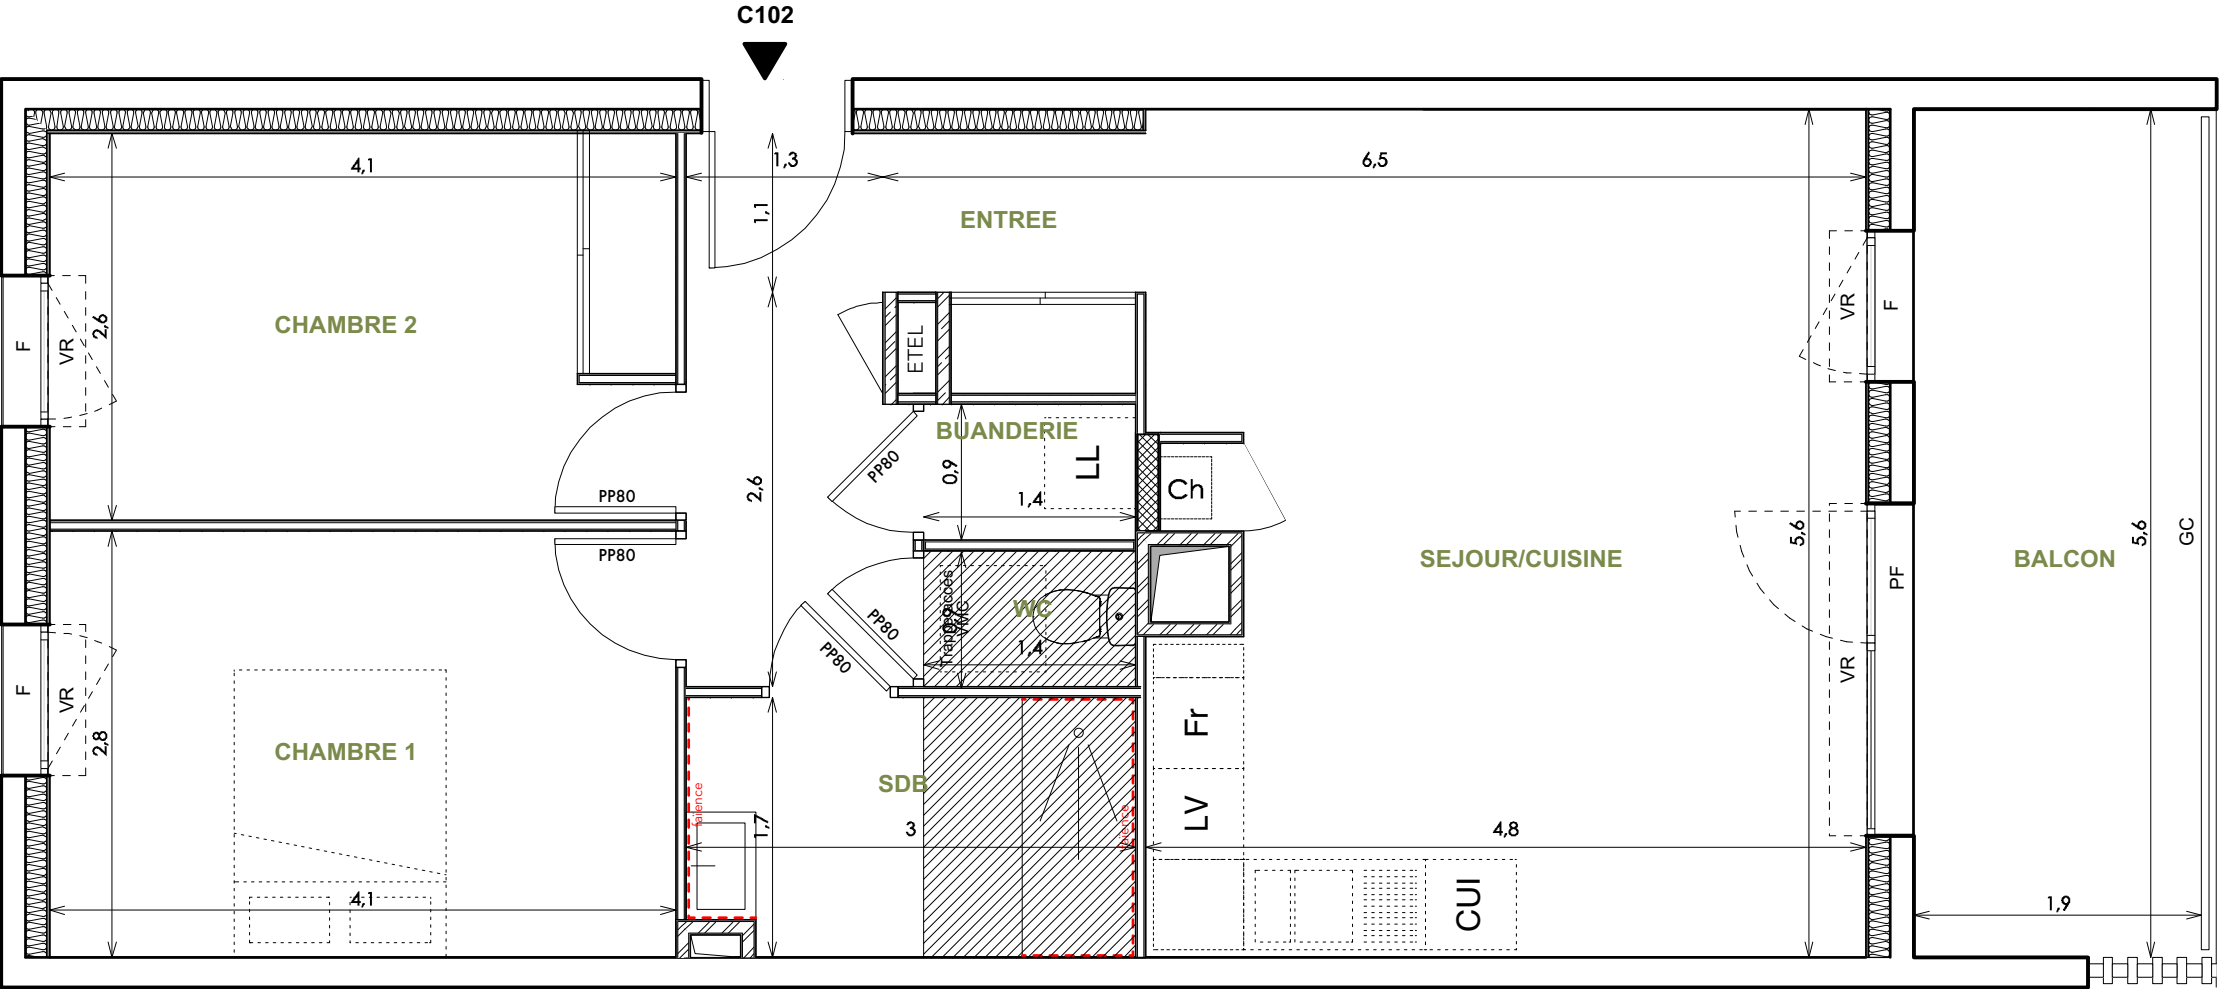 C102
4,1
1,3
6,5
1,1
ENTREE
CHAMBRE 2
2,6
F
VR
VR
F
ETEL
BUANDERIE
LL
PP80
0,9
1,4
2,6
Ch
PP80
PP80
SEJOUR/CUISINE
5,6
BALCON
5,6
GC
PF
Trappe accès
VMC
0,9
WC
1,4
PP80
PP80
F
VR
VR
2,8
CHAMBRE 1
Fr
SDB
faïence
faïence
LV
1,7
3
4,8
4,1
CUI
1,9